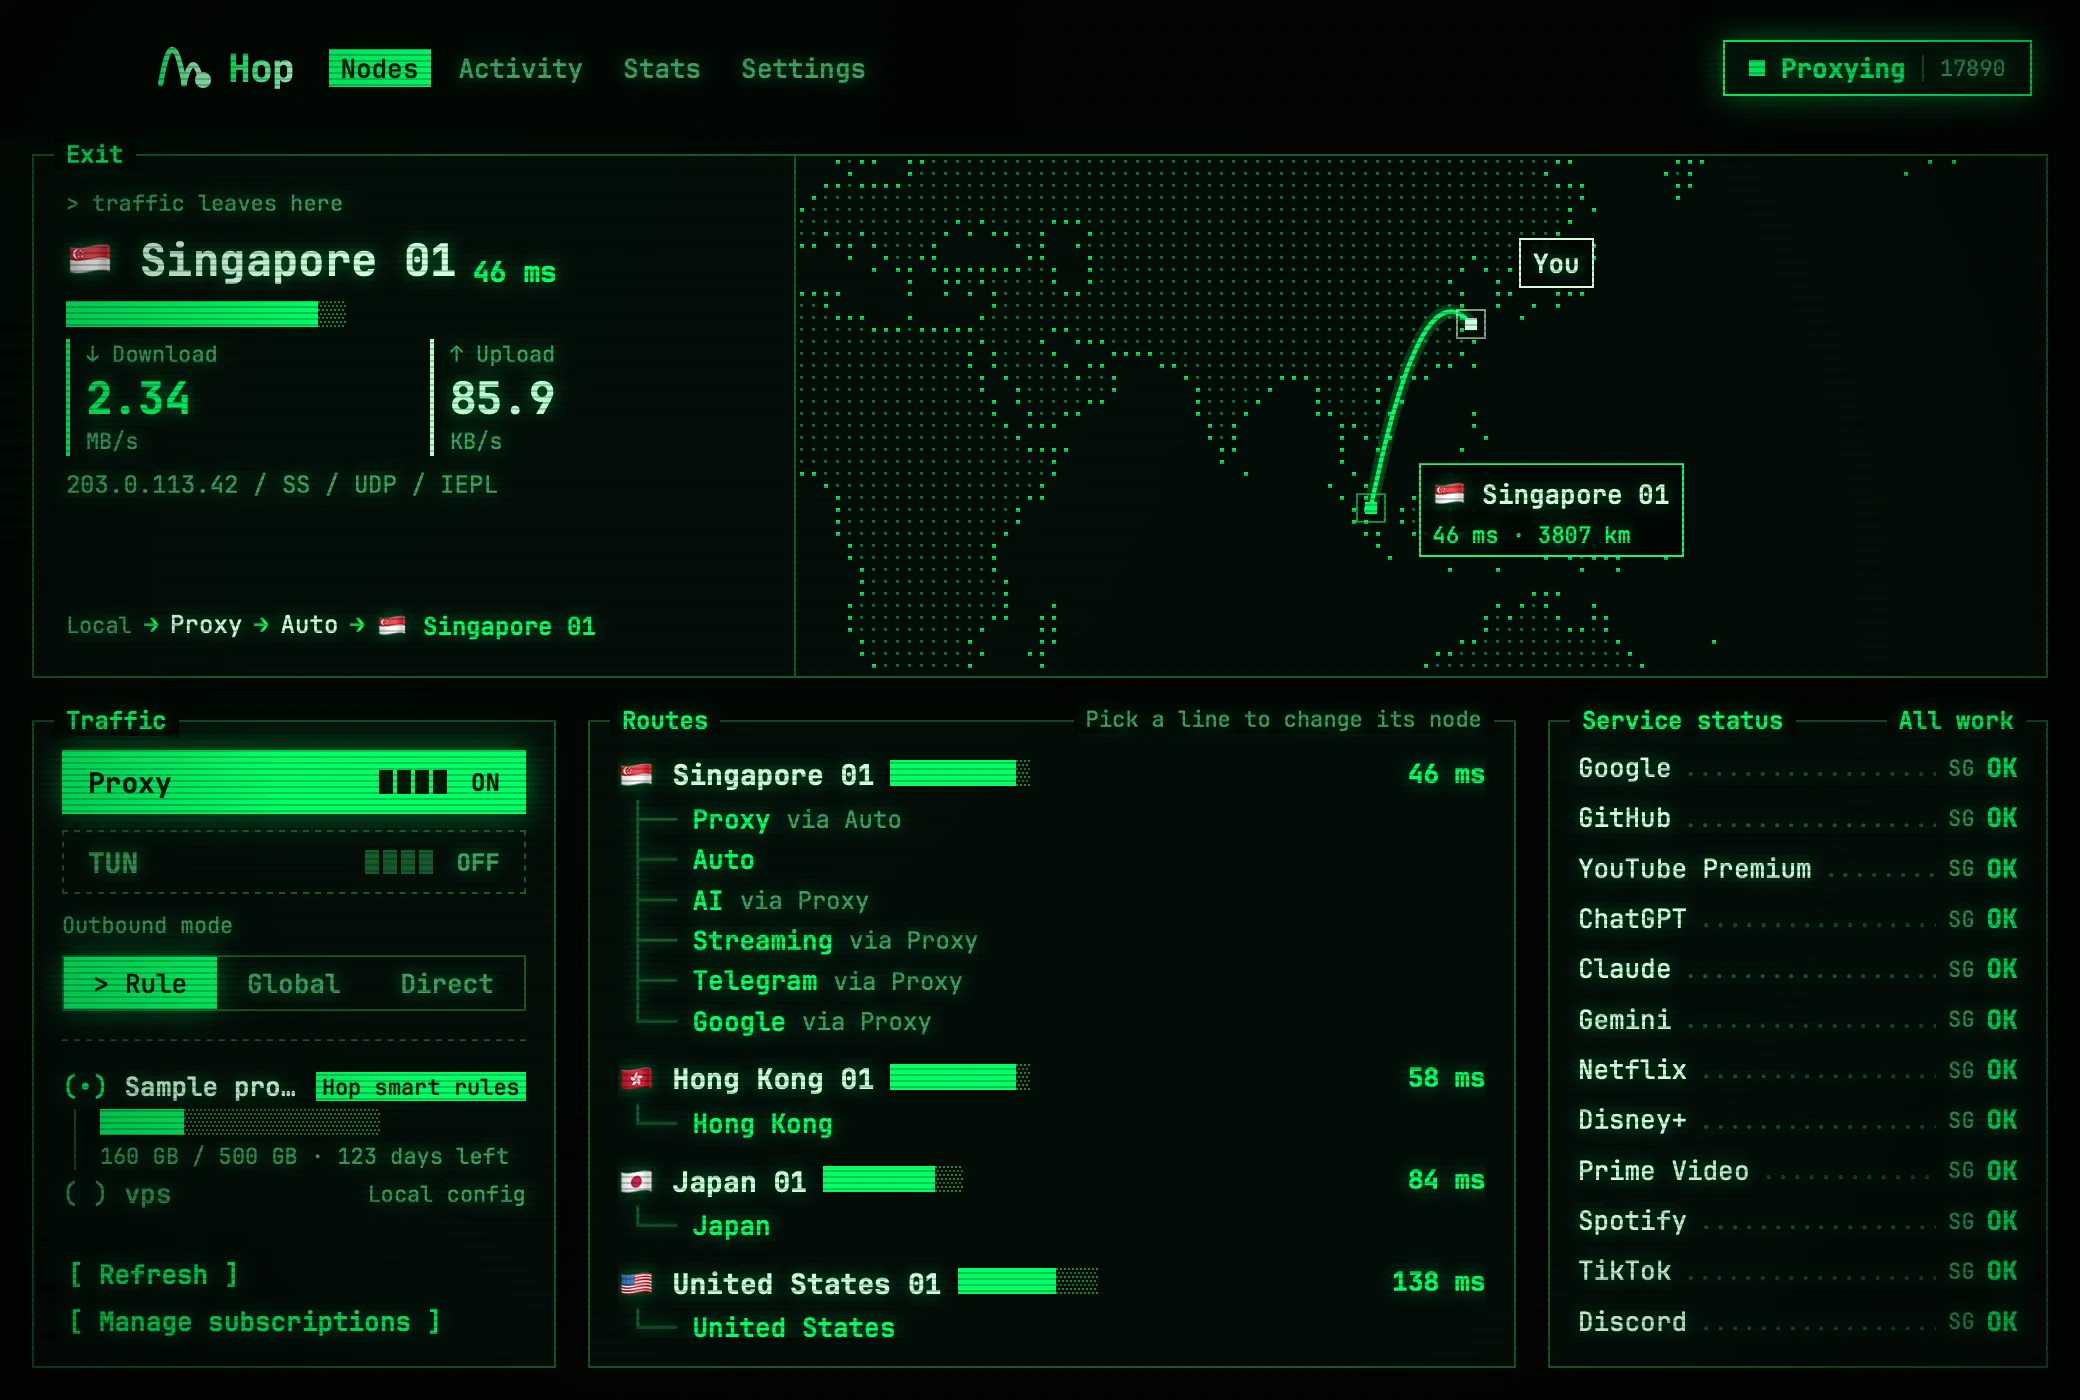 Hop
Nodes
Activity
Stats
Settings
Proxying
17890
Exit
> traffic leaves here
Singapore 01 46 ms
↓ Download
2.34
MB/s
↑ Upload
85.9
KB/s
203.0.113.42 / SS / UDP / IEPL
Local → Proxy → Auto → Singapore 01
You
Singapore 01
46 ms · 3807 km
Traffic
Proxy ON
TUN OFF
Outbound mode
> Rule
Global
Direct
(•) Sample pro… Hop smart rules
160 GB / 500 GB · 123 days left
( ) vps Local config
[ Refresh ]
[ Manage subscriptions ]
Routes
Pick a line to change its node
Singapore 01 46 ms
Proxy via Auto
Auto
AI via Proxy
Streaming via Proxy
Telegram via Proxy
Google via Proxy
Hong Kong 01 58 ms
Hong Kong
Japan 01 84 ms
Japan
United States 01 138 ms
United States
Service status
All work
Google SG OK
GitHub SG OK
YouTube Premium SG OK
ChatGPT SG OK
Claude SG OK
Gemini SG OK
Netflix SG OK
Disney+ SG OK
Prime Video SG OK
Spotify SG OK
TikTok SG OK
Discord SG OK